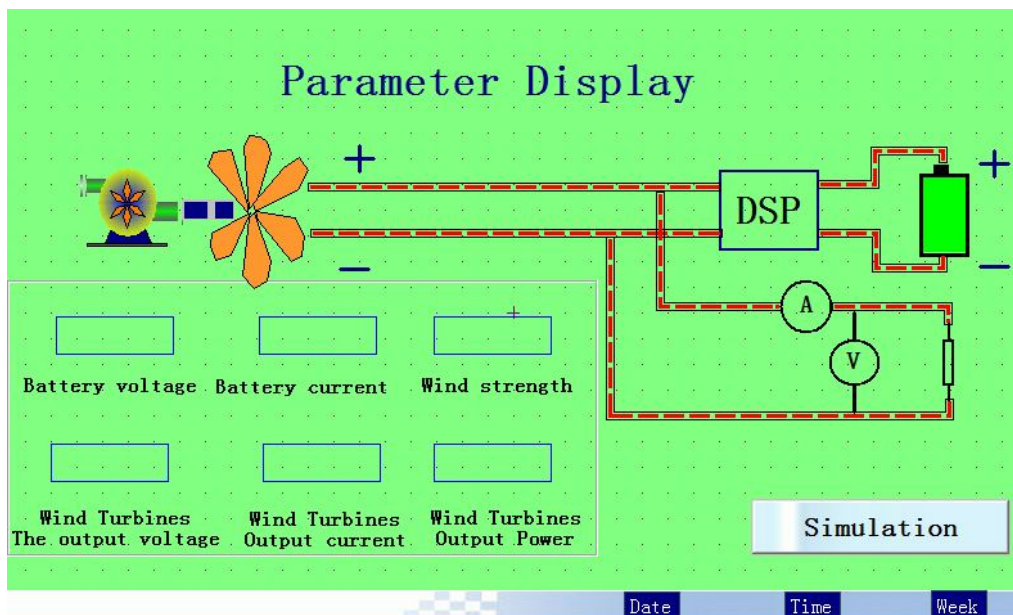 Parameter Display
+
+
DSP
−
−
A
V
Battery voltage
Battery current
Wind strength
Wind Turbines
The output voltage
Wind Turbines
Output current
Wind Turbines
Output Power
Simulation
Date
Time
Week